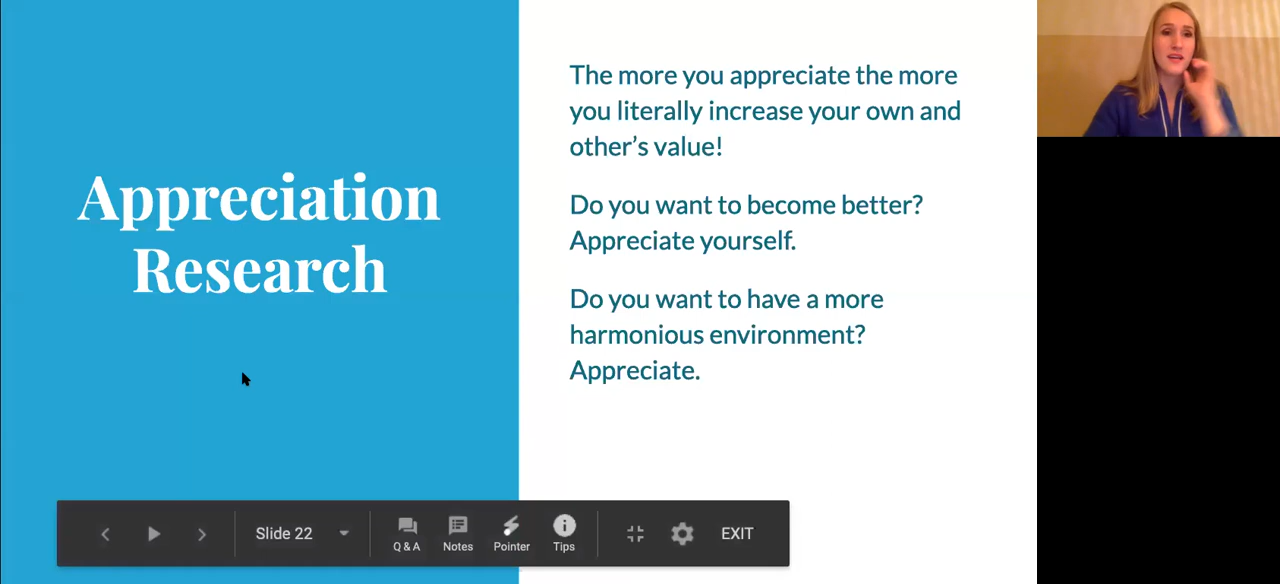 Appreciation
Research
The more you appreciate the more
you literally increase your own and
other's value!
Do you want to become better?
Appreciate yourself.
Do you want to have a more
harmonious environment?
Appreciate.
Slide 22
Q & A
Notes
Pointer
Tips
EXIT